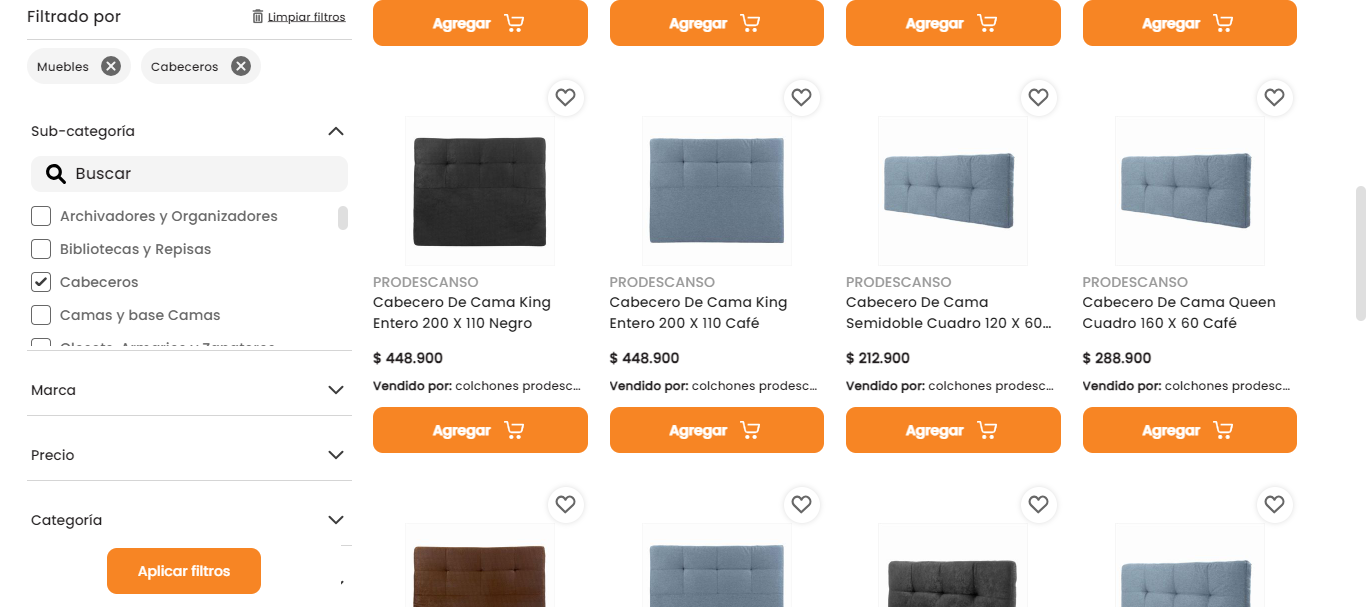 Filtrado por
Limpiar filtros
Muebles
Cabeceros
Sub-categoría
Buscar
Archivadores y Organizadores
Bibliotecas y Repisas
Cabeceros
Camas y base Camas
Marca
Precio
Categoría
Aplicar filtros
Agregar
Agregar
Agregar
Agregar
PRODESCANSO
Cabecero De Cama King
Entero 200 X 110 Negro
$ 448.900
Vendido por: colchones prodesc...
Agregar
PRODESCANSO
Cabecero De Cama King
Entero 200 X 110 Café
$ 448.900
Vendido por: colchones prodesc...
Agregar
PRODESCANSO
Cabecero De Cama
Semidoble Cuadro 120 X 60...
$ 212.900
Vendido por: colchones prodesc...
Agregar
PRODESCANSO
Cabecero De Cama Queen
Cuadro 160 X 60 Café
$ 288.900
Vendido por: colchones prodesc...
Agregar